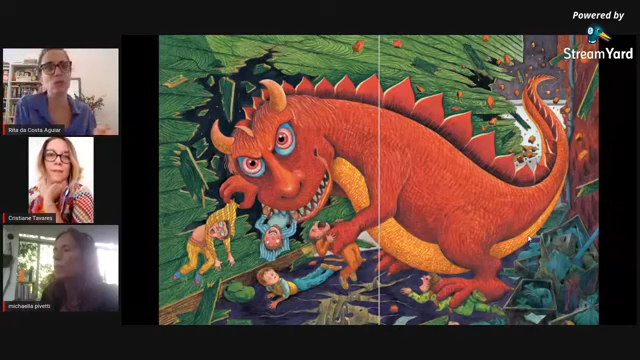 Powered by
StreamYard
Rita da Costa Aguiar
Cristiane Tavares
michaella pivetti